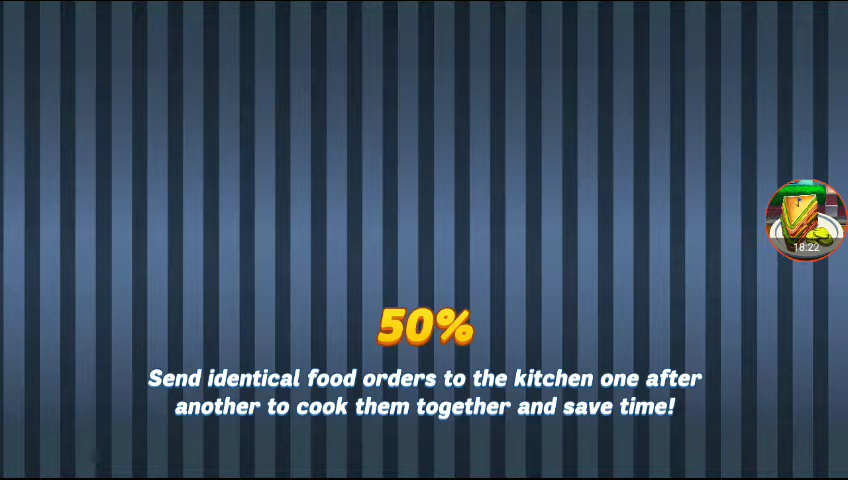 18:22
50%
Send identical food orders to the kitchen one after
another to cook them together and save time!